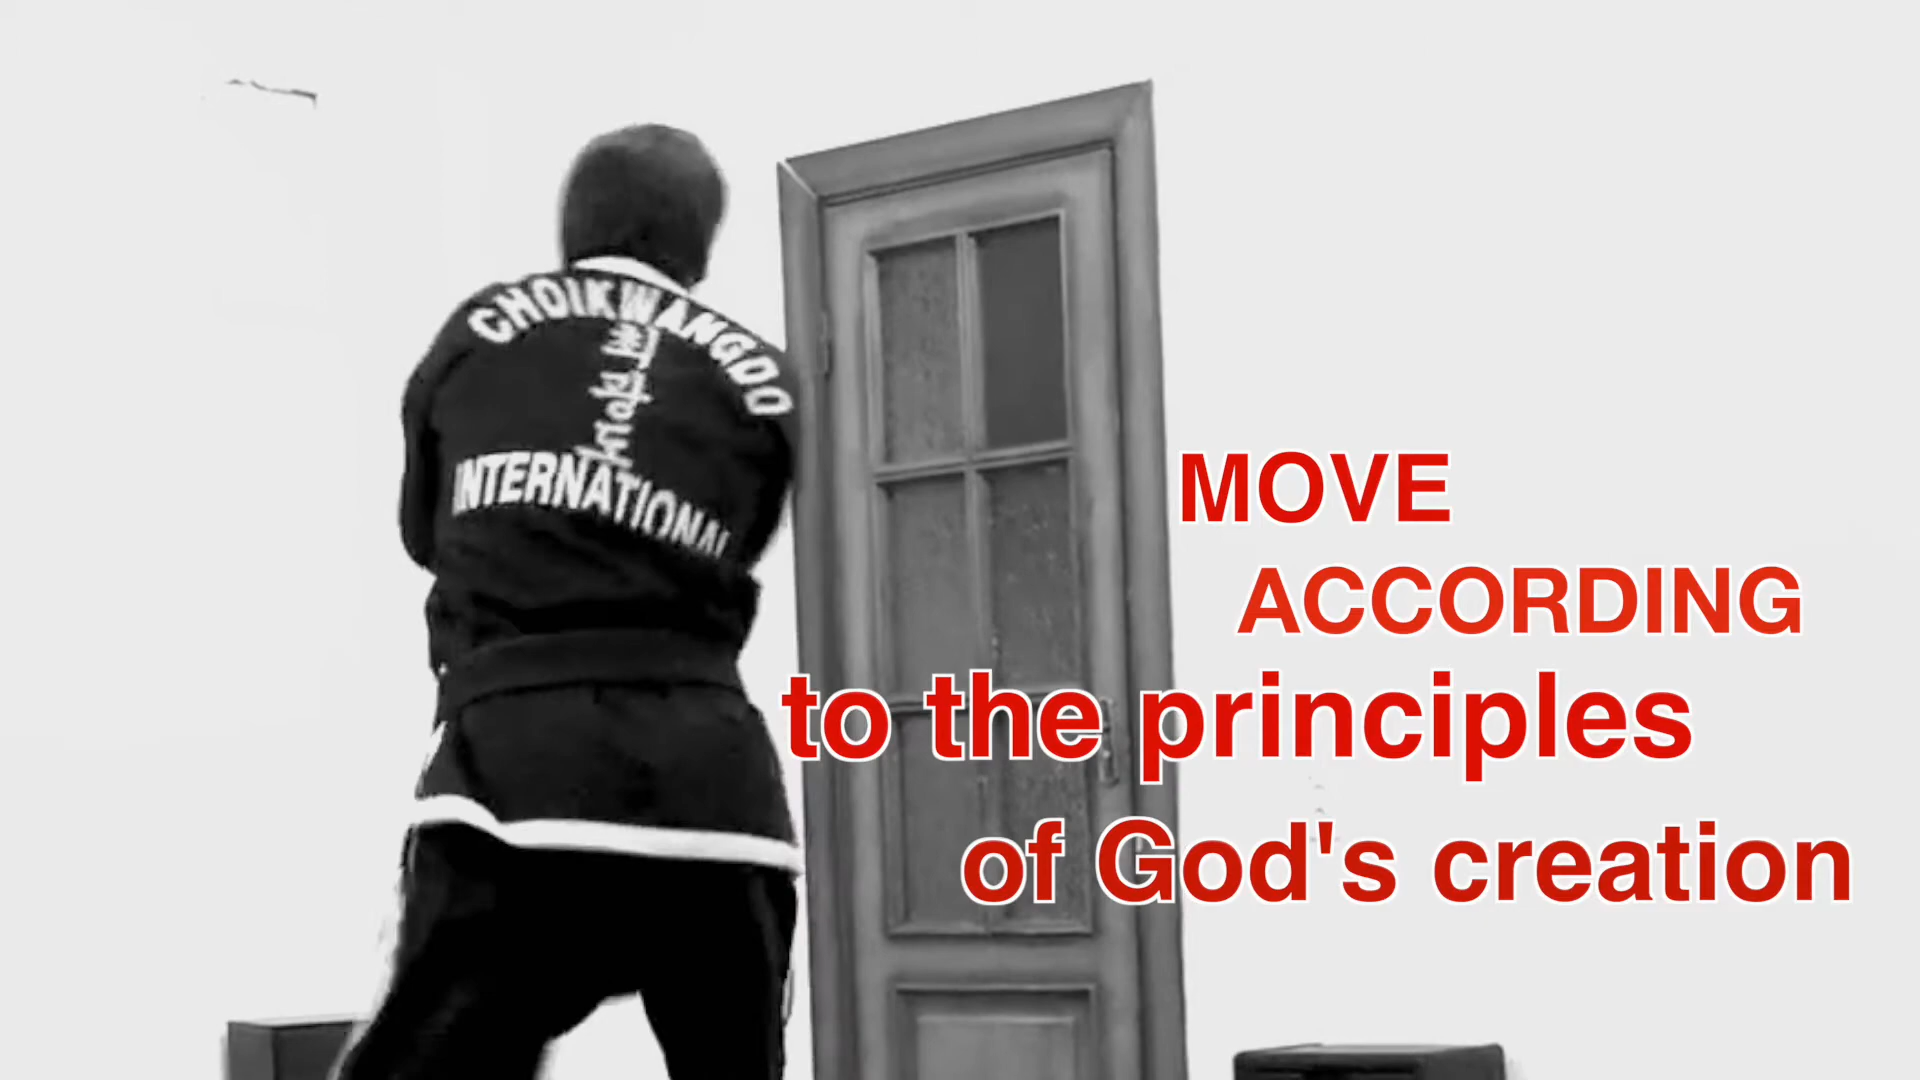 CHOIKWANGDO
INTERNATIONAL
MOVE
ACCORDING
to the principles
of God's creation